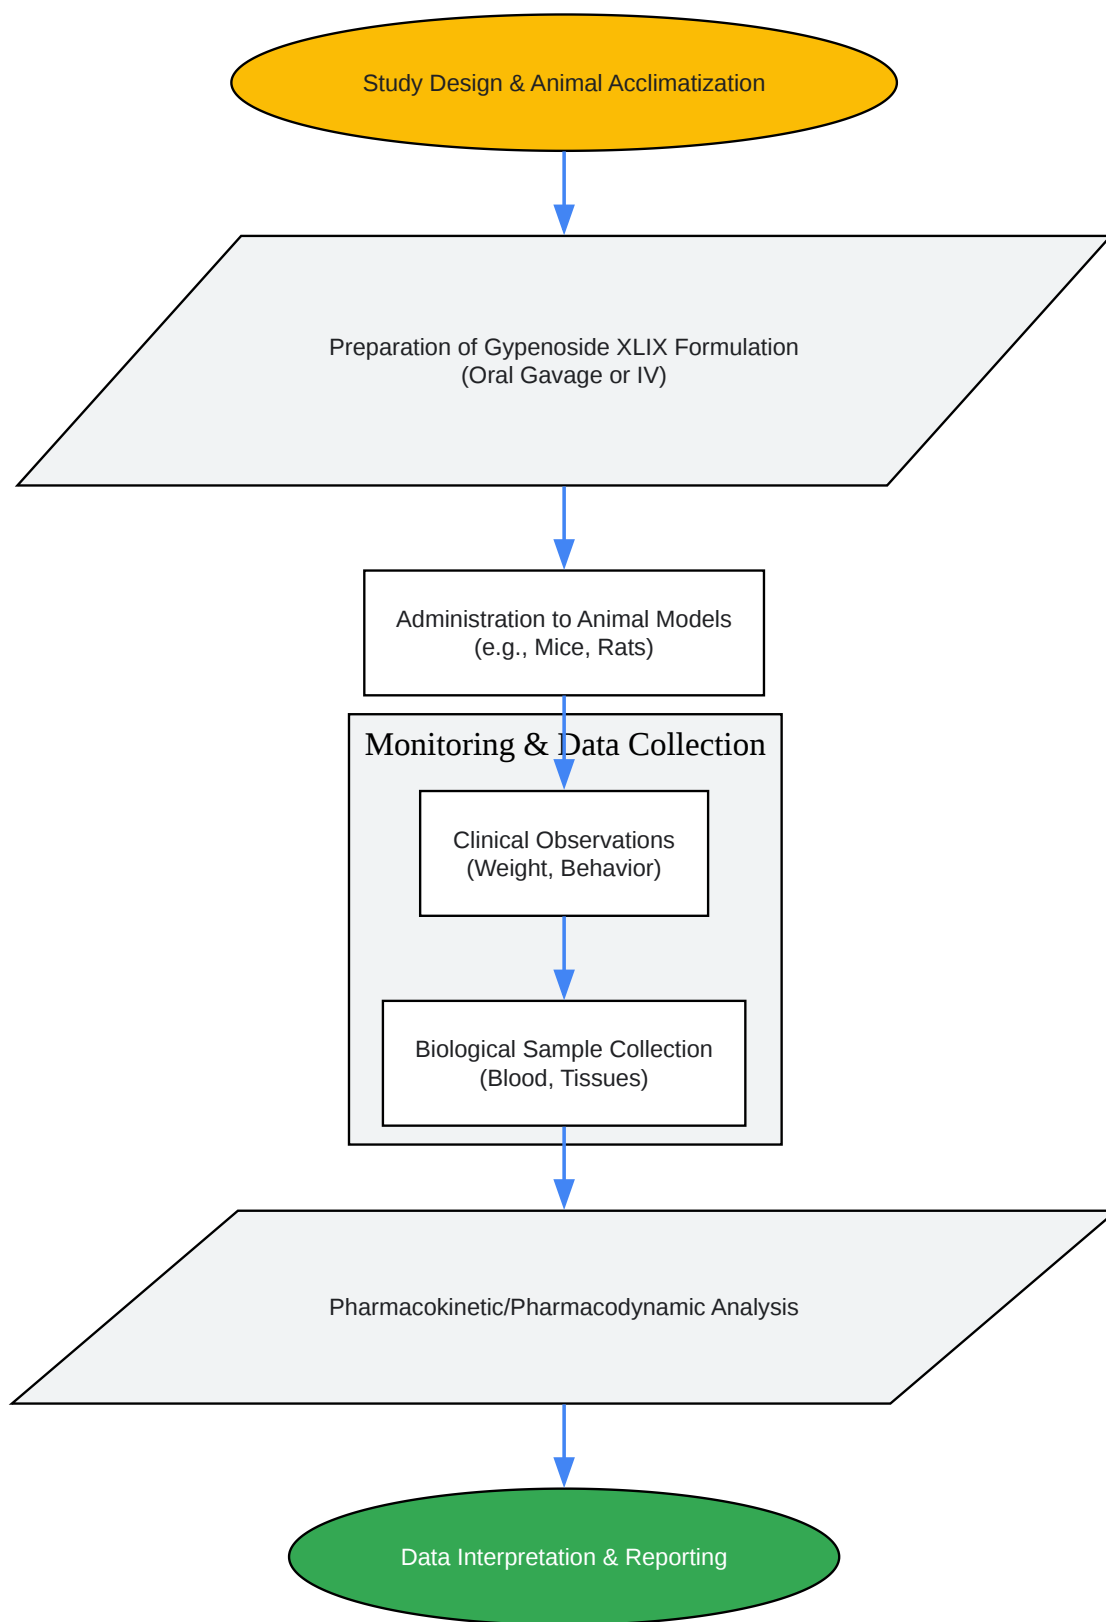 Study Design & Animal Acclimatization
Preparation of Gypenoside XLIX Formulation
(Oral Gavage or IV)
Administration to Animal Models
(e.g., Mice, Rats)
Monitoring & Data Collection
Clinical Observations
(Weight, Behavior)
Biological Sample Collection
(Blood, Tissues)
Pharmacokinetic/Pharmacodynamic Analysis
Data Interpretation & Reporting